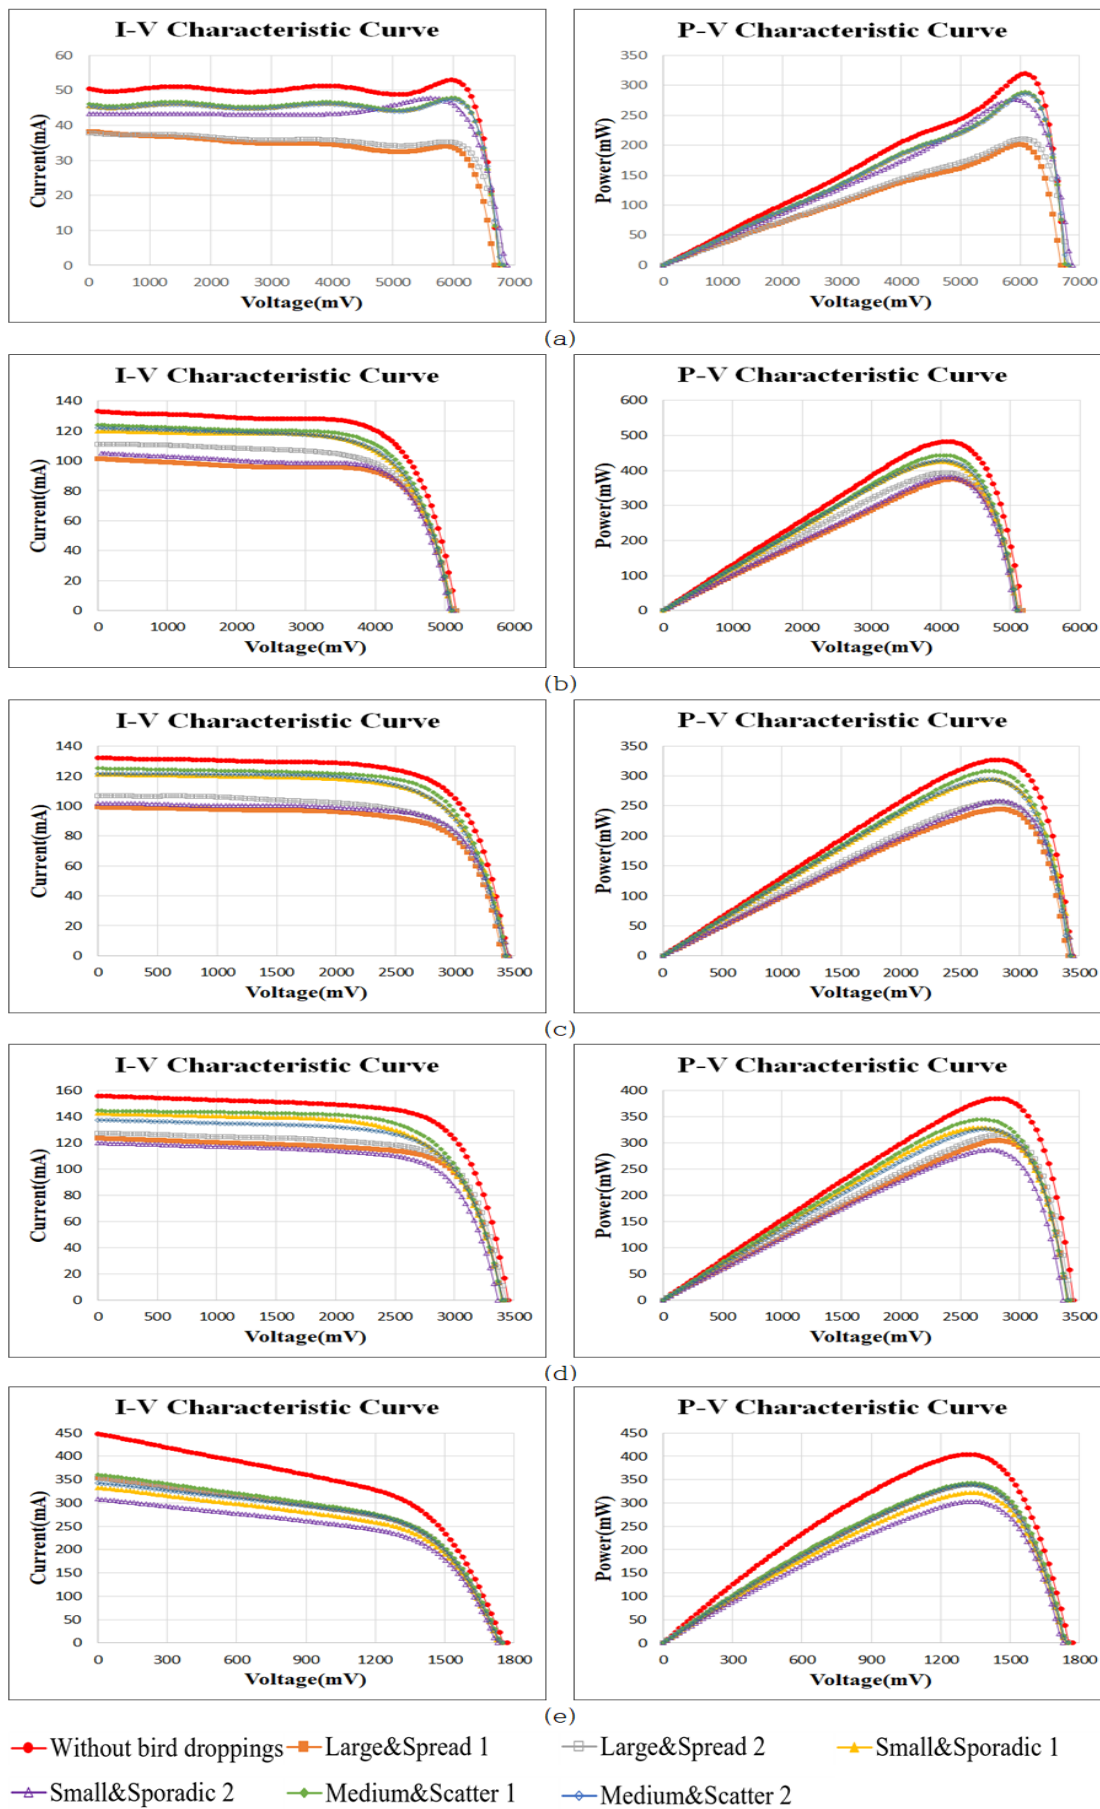 I-V Characteristic Curve
P-V Characteristic Curve
60
50
40
30
20
10
0
Current(mA)
0 1000 2000 3000 4000 5000 6000 7000
Voltage(mV)
350
300
250
200
150
100
50
0
Power(mW)
0 1000 2000 3000 4000 5000 6000 7000
Voltage(mV)
(a)
I-V Characteristic Curve
P-V Characteristic Curve
140
120
100
80
60
40
20
0
Current(mA)
0 1000 2000 3000 4000 5000 6000
Voltage(mV)
600
500
400
300
200
100
0
Power(mW)
0 1000 2000 3000 4000 5000 6000
Voltage(mV)
(b)
I-V Characteristic Curve
P-V Characteristic Curve
140
120
100
80
60
40
20
0
Current(mA)
0 500 1000 1500 2000 2500 3000 3500
Voltage(mV)
350
300
250
200
150
100
50
0
Power(mW)
0 500 1000 1500 2000 2500 3000 3500
Voltage(mV)
(c)
I-V Characteristic Curve
P-V Characteristic Curve
160
140
120
100
80
60
40
20
0
Current(mA)
0 500 1000 1500 2000 2500 3000 3500
Voltage(mV)
400
350
300
250
200
150
100
50
0
Power(mW)
0 500 1000 1500 2000 2500 3000 3500
Voltage(mV)
(d)
I-V Characteristic Curve
P-V Characteristic Curve
450
400
350
300
250
200
150
100
50
0
Current(mA)
0 300 600 900 1200 1500 1800
Voltage(mV)
450
400
350
300
250
200
150
100
50
0
Power(mW)
0 300 600 900 1200 1500 1800
Voltage(mV)
(e)
Without bird droppings Large&Spread 1 Large&Spread 2 Small&Sporadic 1
Small&Sporadic 2 Medium&Scatter 1 Medium&Scatter 2